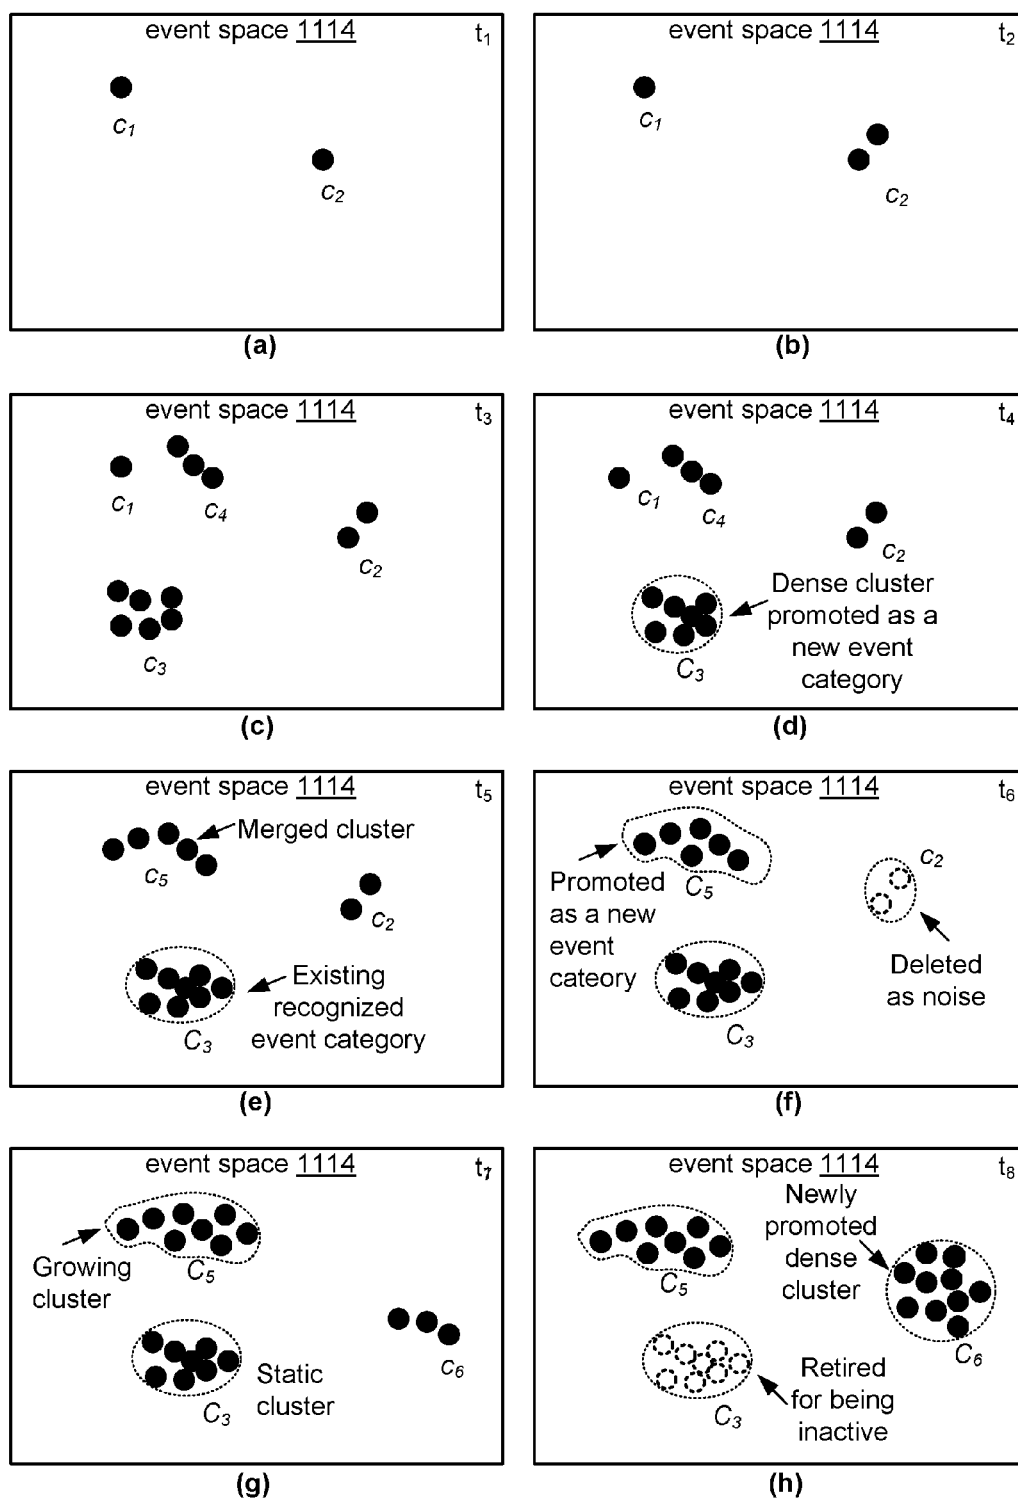 event space 1114 t1
c1
c2
(a)
event space 1114 t2
c1
c2
(b)
event space 1114 t3
c1
c4
c2
c3
(c)
event space 1114 t4
c1
c4
c2
Dense cluster
promoted as a
new event
category
C3
(d)
event space 1114 t5
Merged cluster
c5
c2
Existing
recognized
event category
C3
(e)
event space 1114 t6
c2
C5
Promoted
as a new
event
cateory
Deleted
as noise
C3
(f)
event space 1114 t7
Growing
cluster
C5
c6
Static
cluster
C3
(g)
event space 1114 t8
Newly
promoted
dense
cluster
C5
C6
Retired
for being
inactive
C3
(h)